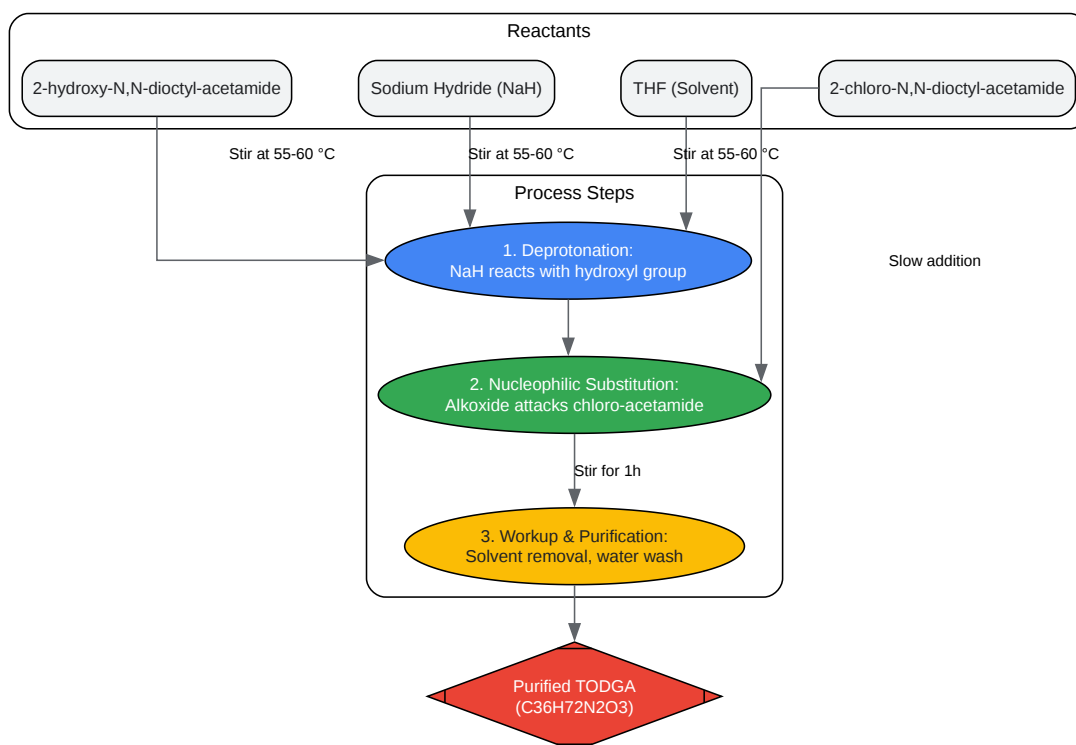 Reactants
2-hydroxy-N,N-dioctyl-acetamide
Sodium Hydride (NaH)
THF (Solvent)
2-chloro-N,N-dioctyl-acetamide
Stir at 55-60 °C
Stir at 55-60 °C
Stir at 55-60 °C
Process Steps
1. Deprotonation:
NaH reacts with hydroxyl group
Slow addition
2. Nucleophilic Substitution:
Alkoxide attacks chloro-acetamide
Stir for 1h
3. Workup & Purification:
Solvent removal, water wash
Purified TODGA
(C36H72N2O3)